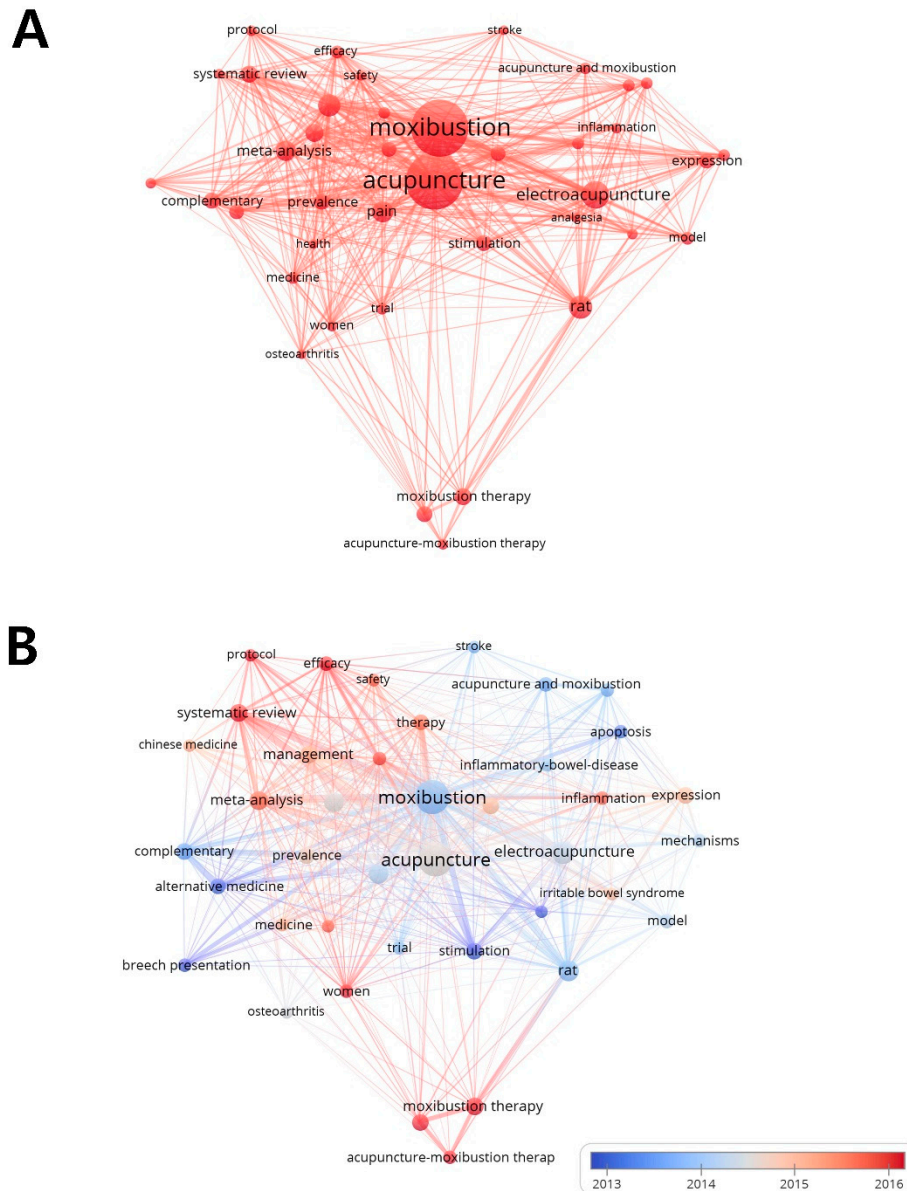 A
protocol
stroke
efficacy
systematic review
safety
acupuncture and moxibustion
moxibustion
inflammation
meta-analysis
expression
acupuncture
electroacupuncture
complementary
prevalence
pain
analgesia
health
stimulation
model
medicine
trial
rat
women
osteoarthritis
moxibustion therapy
acupuncture-moxibustion therapy
B
protocol
stroke
efficacy
safety
acupuncture and moxibustion
systematic review
therapy
apoptosis
chinese medicine
management
inflammatory-bowel-disease
meta-analysis
moxibustion
inflammation
expression
mechanisms
complementary
prevalence
acupuncture
electroacupuncture
alternative medicine
irritable bowel syndrome
medicine
model
trial
stimulation
breech presentation
rat
women
osteoarthritis
moxibustion therapy
acupuncture-moxibustion therap
2013 2014 2015 2016